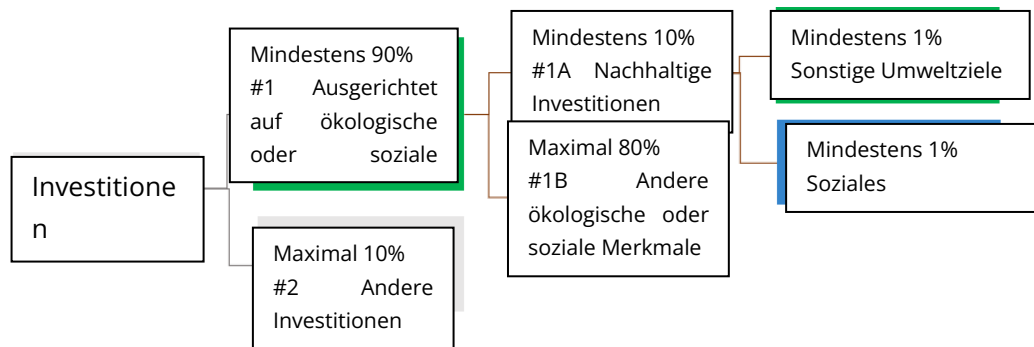 Investitione
n
Mindestens 90%
#1 Ausgerichtet
auf ökologische
oder soziale
Maximal 10%
#2 Andere
Investitionen
Mindestens 10%
#1A Nachhaltige
Investitionen
Maximal 80%
#1B Andere
ökologische oder
soziale Merkmale
Mindestens 1%
Sonstige Umweltziele
Mindestens 1%
Soziales